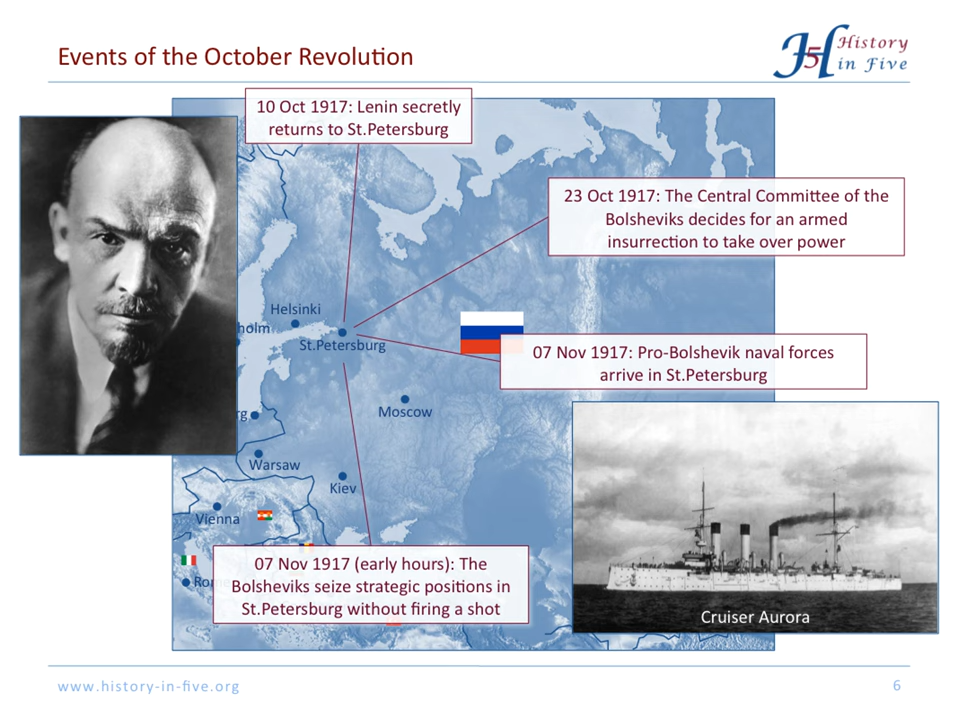 Events of the October Revolution
History
in Five
J5H
10 Oct 1917: Lenin secretly
returns to St.Petersburg
23 Oct 1917: The Central Committee of the
Bolsheviks decides for an armed
insurrection to take over power
Helsinki
holm
St.Petersburg
07 Nov 1917: Pro-Bolshevik naval forces
arrive in St.Petersburg
Moscow
rg
Warsaw
Kiev
Vienna
07 Nov 1917 (early hours): The
Bolsheviks seize strategic positions in
St.Petersburg without firing a shot
Ro
Cruiser Aurora
www.history-in-five.org
6